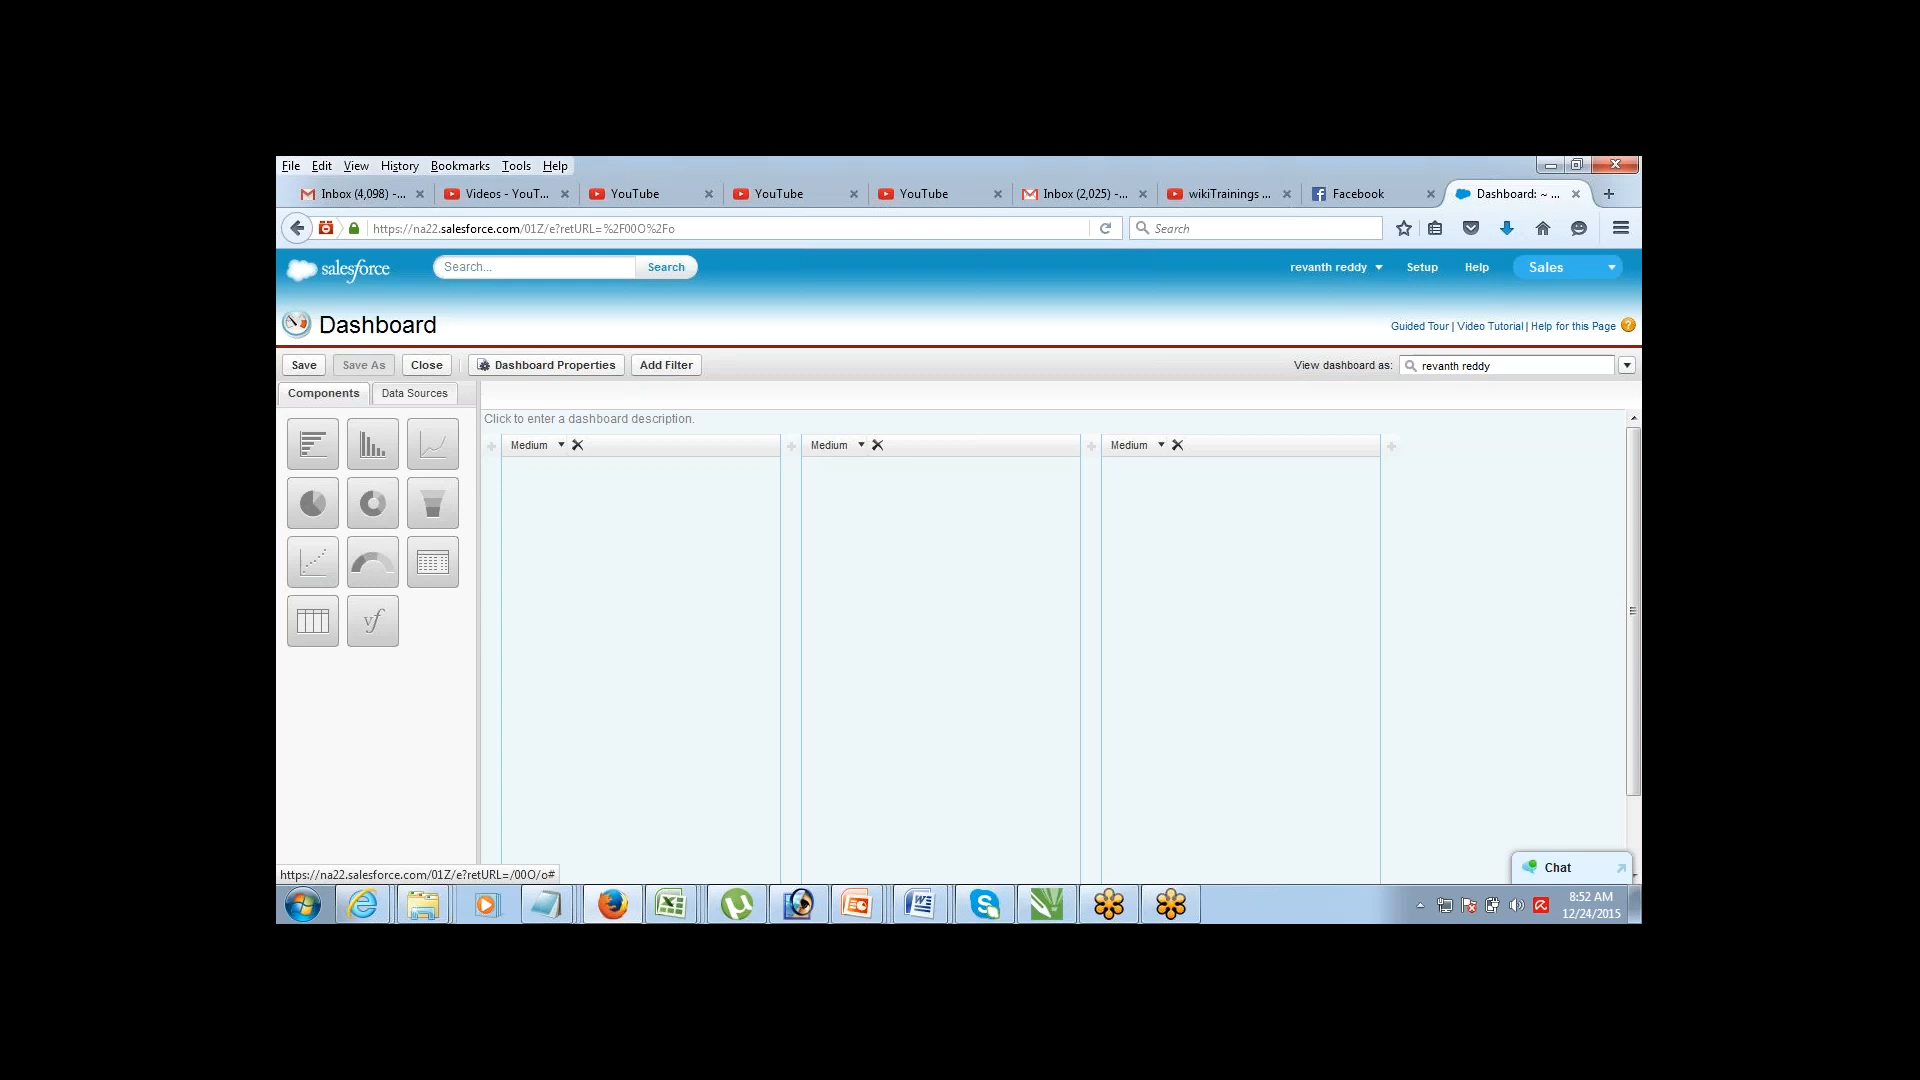 File Edit View History Bookmarks Tools Help
Inbox (4,098) -... Videos - YouT... YouTube YouTube YouTube Inbox (2,025) -... wikiTrainings ... Facebook Dashboard: ~ ...
https://na22.salesforce.com/01Z/e?retURL=%2F00O%2Fo Search
salesforce Search... Search revanth reddy Setup Help Sales
Dashboard Guided Tour | Video Tutorial | Help for this Page ?
Save Save As Close Dashboard Properties Add Filter View dashboard as: revanth reddy
Components Data Sources
Click to enter a dashboard description.
Medium Medium Medium
vf
Chat
https://na22.salesforce.com/01Z/e?retURL=/00O/o#
8:52 AM
12/24/2015